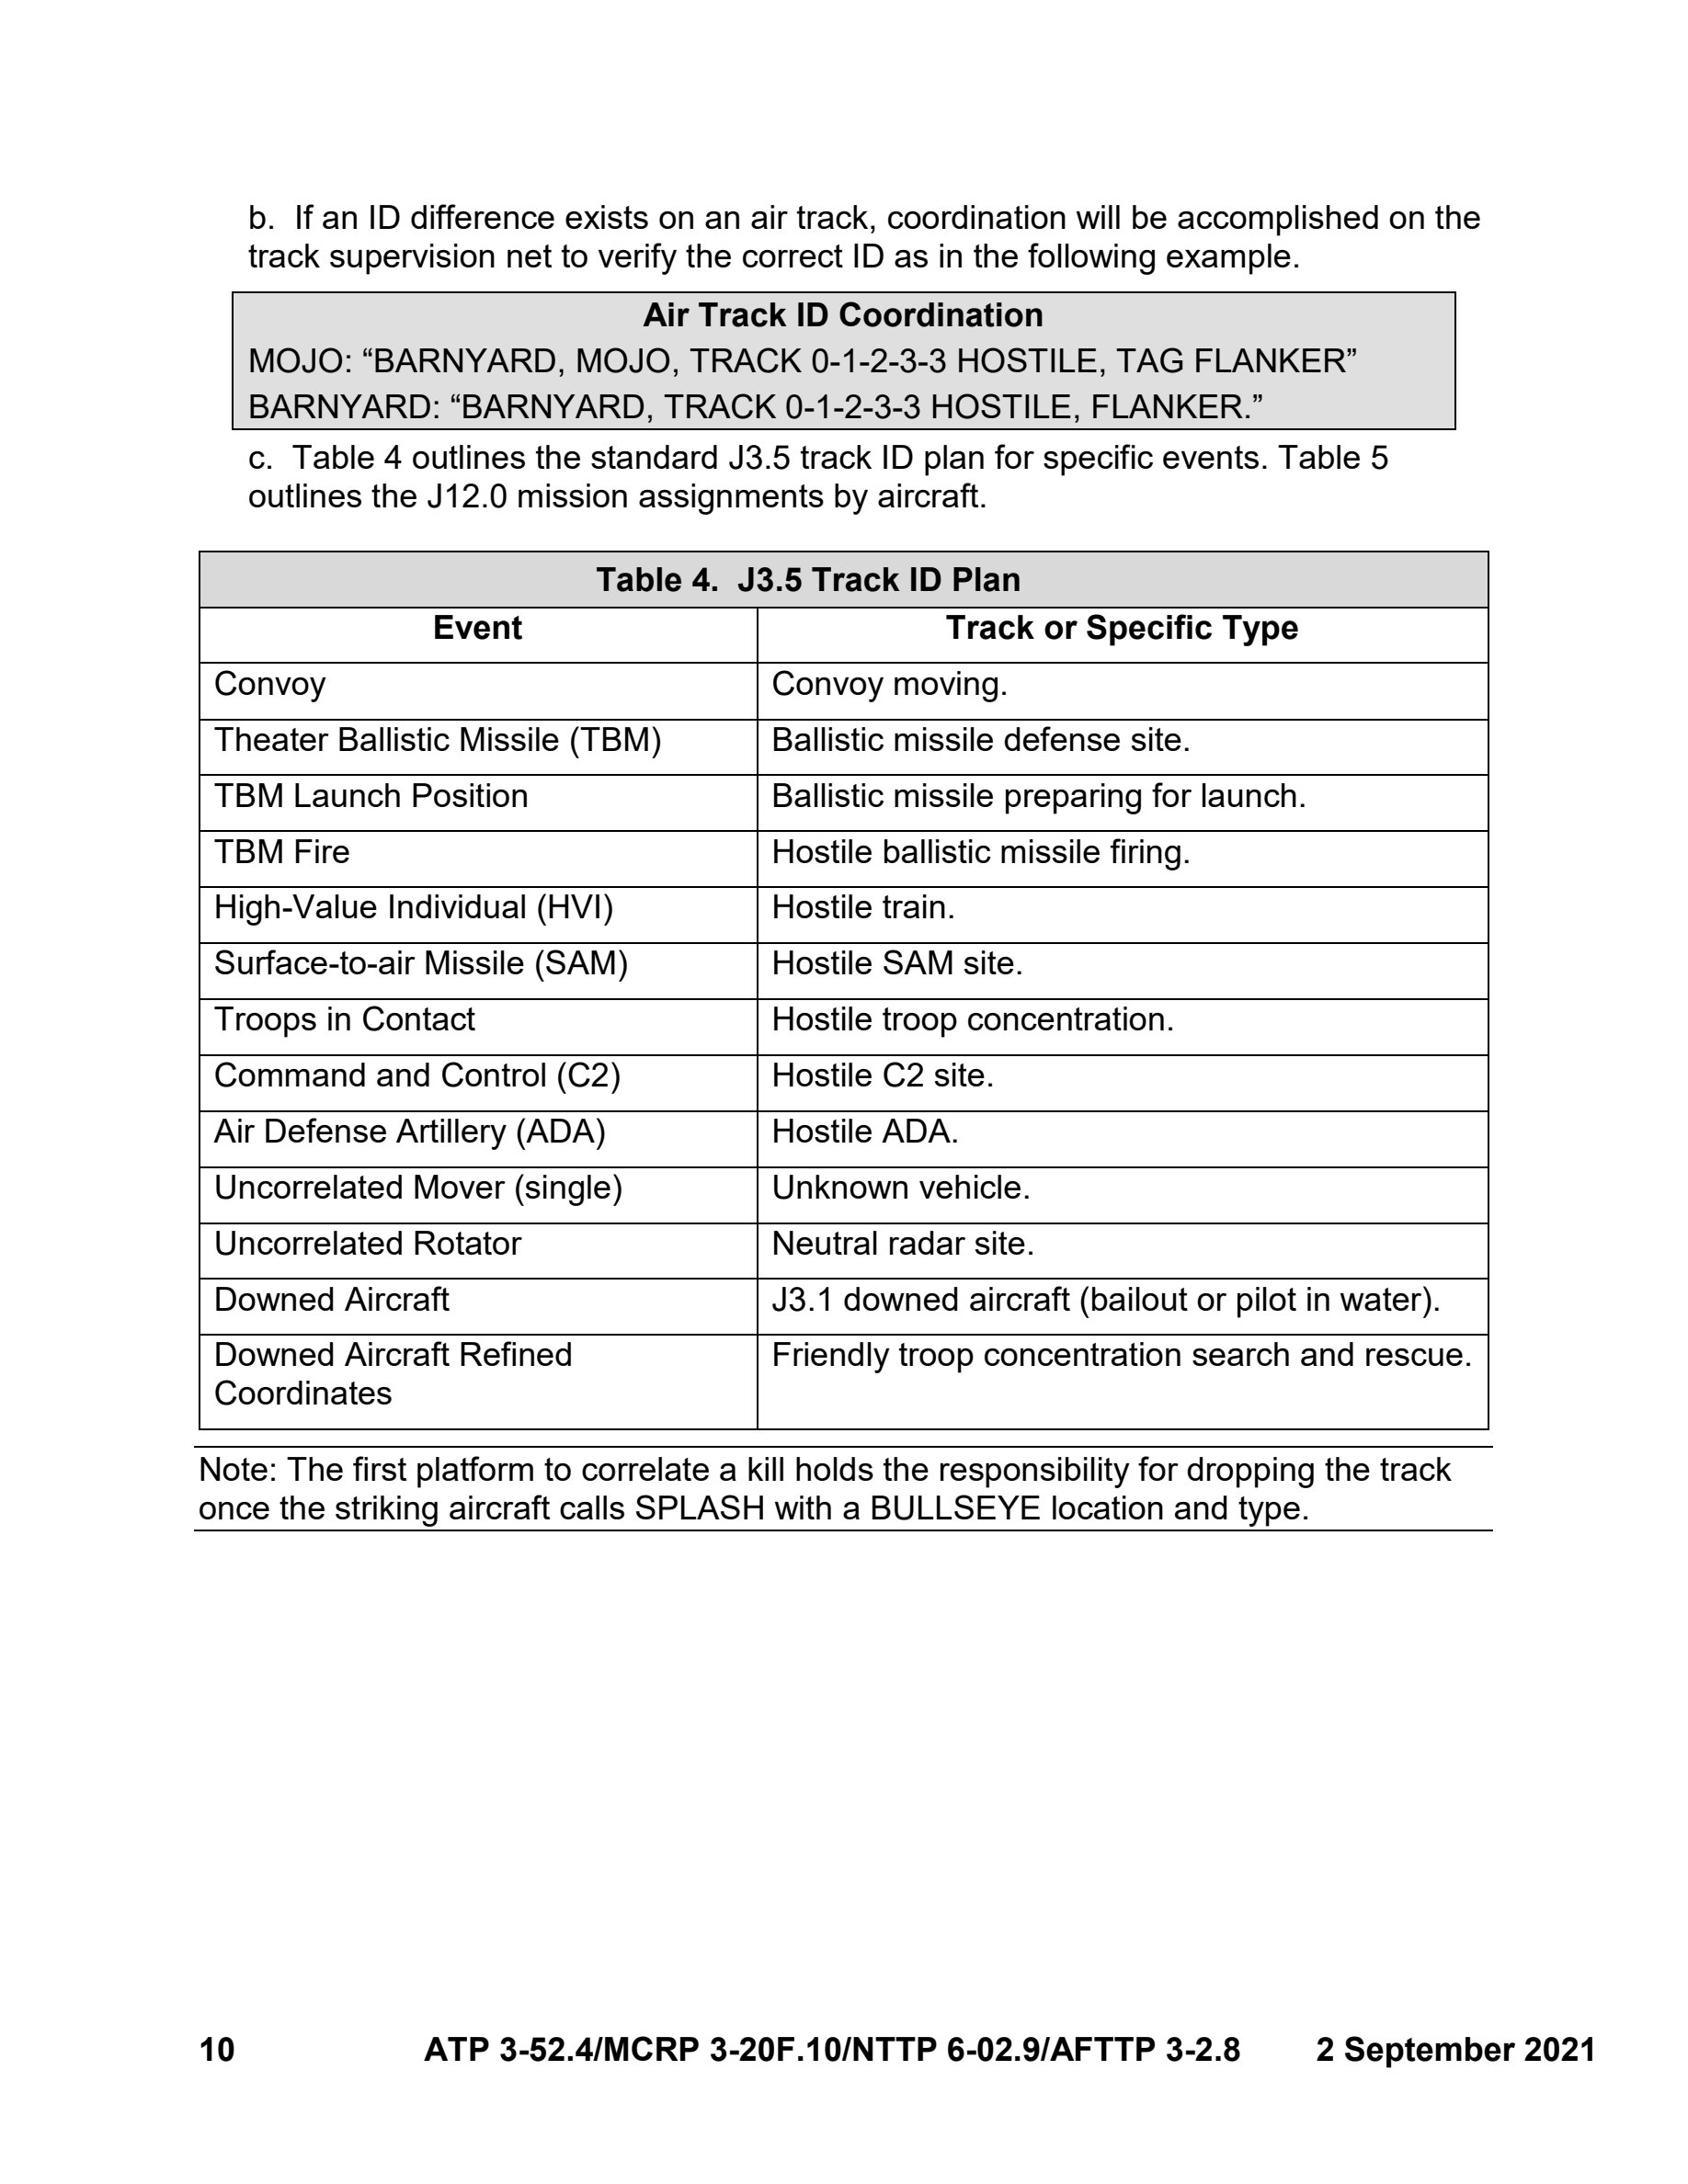 b.  If an ID difference exists on an air track, coordination will be accomplished on the
track supervision net to verify the correct ID as in the following example.
Air Track ID Coordination
MOJO: “BARNYARD, MOJO, TRACK 0-1-2-3-3 HOSTILE, TAG FLANKER”
BARNYARD: “BARNYARD, TRACK 0-1-2-3-3 HOSTILE, FLANKER.”
c.  Table 4 outlines the standard J3.5 track ID plan for specific events. Table 5
outlines the J12.0 mission assignments by aircraft.
Table 4.  J3.5 Track ID Plan
Event Track or Specific Type
Convoy Convoy moving.
Theater Ballistic Missile (TBM) Ballistic missile defense site.
TBM Launch Position Ballistic missile preparing for launch.
TBM Fire Hostile ballistic missile firing.
High-Value Individual (HVI) Hostile train.
Surface-to-air Missile (SAM) Hostile SAM site.
Troops in Contact Hostile troop concentration.
Command and Control (C2) Hostile C2 site.
Air Defense Artillery (ADA) Hostile ADA.
Uncorrelated Mover (single) Unknown vehicle.
Uncorrelated Rotator Neutral radar site.
Downed Aircraft J3.1 downed aircraft (bailout or pilot in water).
Downed Aircraft Refined Friendly troop concentration search and rescue.
Coordinates
Note: The first platform to correlate a kill holds the responsibility for dropping the track
once the striking aircraft calls SPLASH with a BULLSEYE location and type.
10 ATP 3-52.4/MCRP 3-20F.10/NTTP 6-02.9/AFTTP 3-2.8 2 September 2021